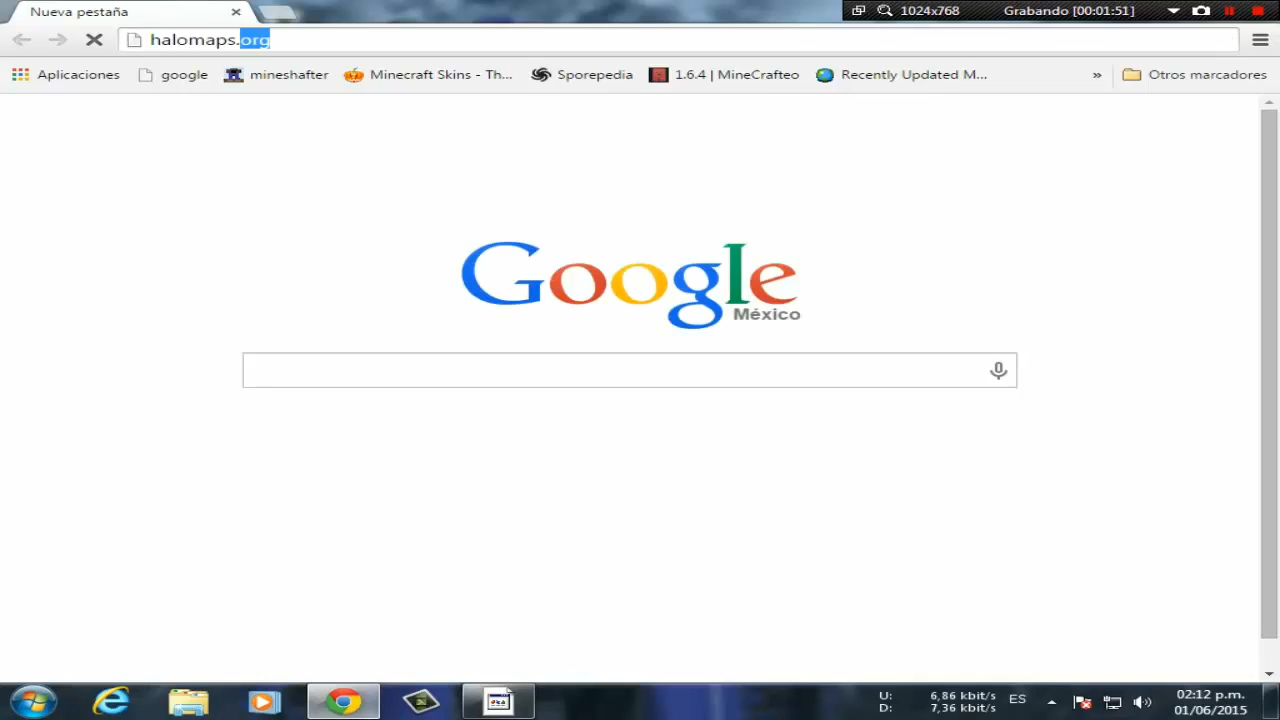 Nueva pestaña
1024x768 Grabando [00:01:51]
halomaps.org
Aplicaciones google mineshafter Minecraft Skins - Th... Sporepedia 1.6.4 | MineCrafteo Recently Updated M... » Otros marcadores
Google
México
U: 6,86 kbit/s
D: 7,36 kbit/s
ES
02:12 p.m.
01/06/2015